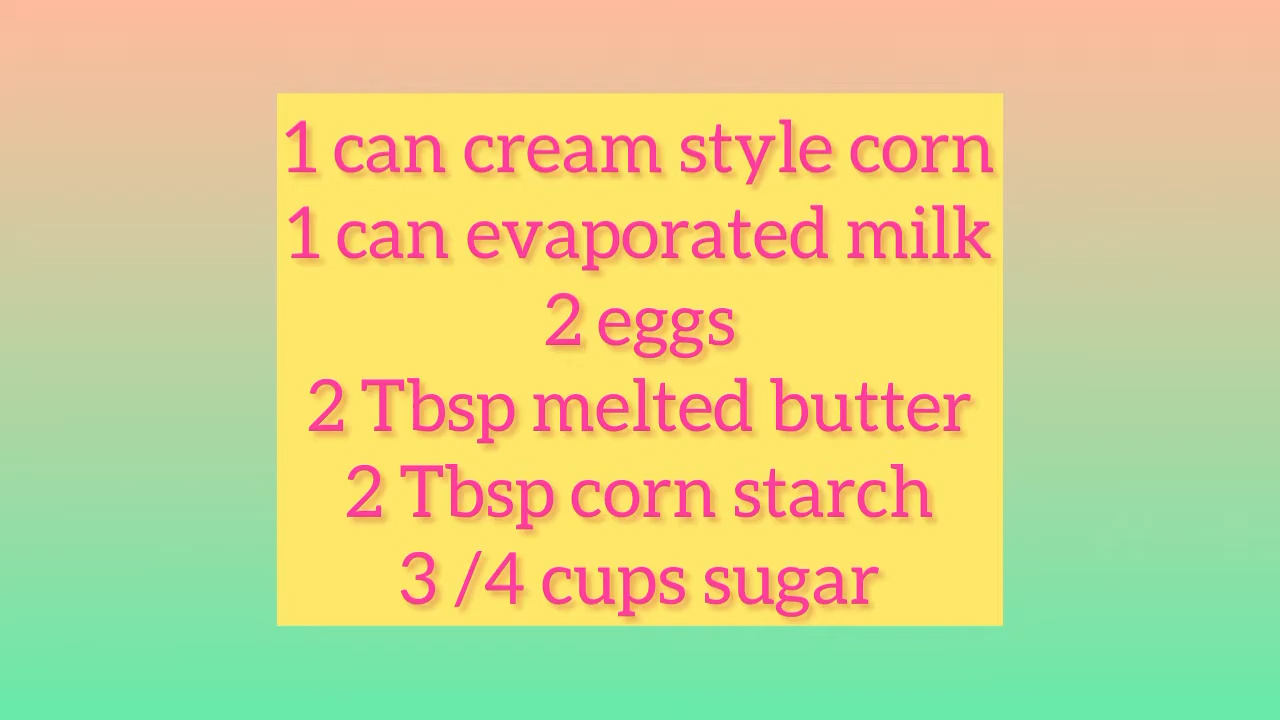 1 can cream style corn
1 can evaporated milk
2 eggs
2 Tbsp melted butter
2 Tbsp corn starch
3 /4 cups sugar